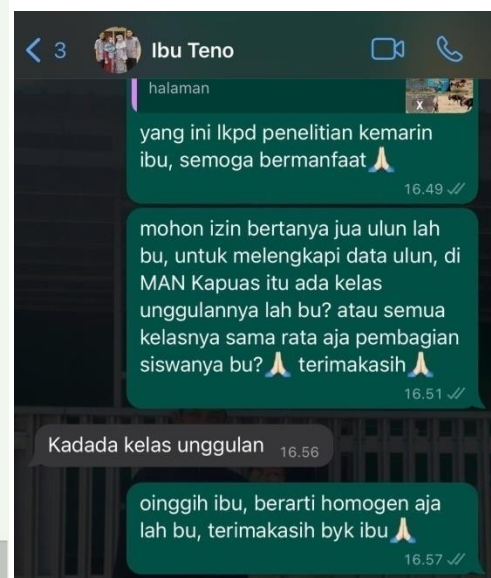 3
Ibu Teno
halaman
x
yang ini lkpd penelitian kemarin
ibu, semoga bermanfaat🙏🏻
16.49
mohon izin bertanya jua ulun lah
bu, untuk melengkapi data ulun, di
MAN Kapuas itu ada kelas
unggulannya lah bu? atau semua
kelasnya sama rata aja pembagian
siswanya bu?🙏🏻 terimakasih🙏🏻
16.51
Kadada kelas unggulan 16.56
oinggih ibu, berarti homogen aja
lah bu, terimakasih byk ibu🙏🏻
16.57